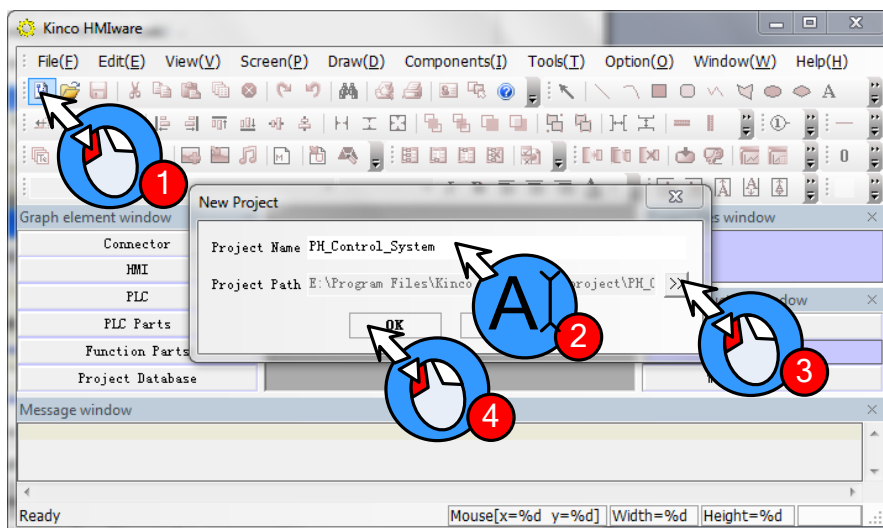 Kinco HMIware
File(F) Edit(E) View(V) Screen(P) Draw(D) Components(I) Tools(T) Option(O) Window(W) Help(H)
A
1
New Project
Graph element window
window
Connector
Project Name PH_Control_System
HMI
Project Path E:\Program Files\Kinco project\PH_C >>
PLC
A
PLC Parts
OK
2
Function Parts
3
Project Database
4
Message window
Ready Mouse[x=%d y=%d] Width=%d Height=%d